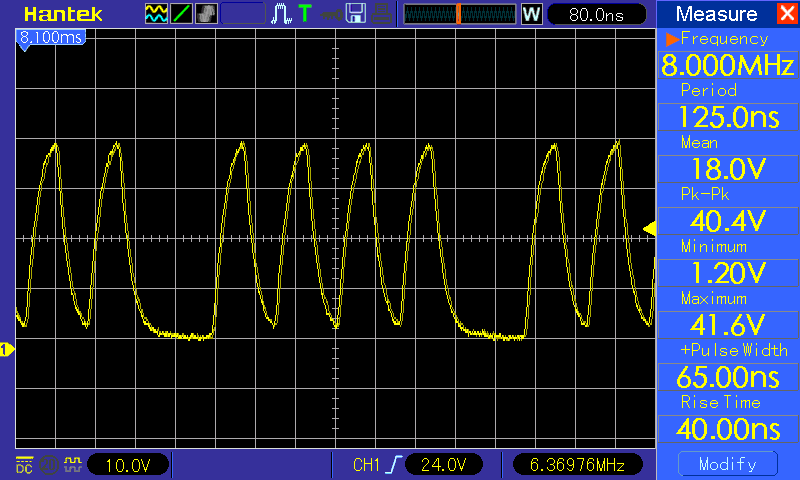 Hantek
T
W
80.0ns
Measure
8.100ms
Frequency
8.000MHz
Period
125.0ns
Mean
18.0V
Pk-Pk
40.4V
Minimum
1.20V
Maximum
41.6V
+Pulse Width
65.00ns
Rise Time
40.00ns
Modify
1
DC
10.0V
CH1
24.0V
6.36976MHz